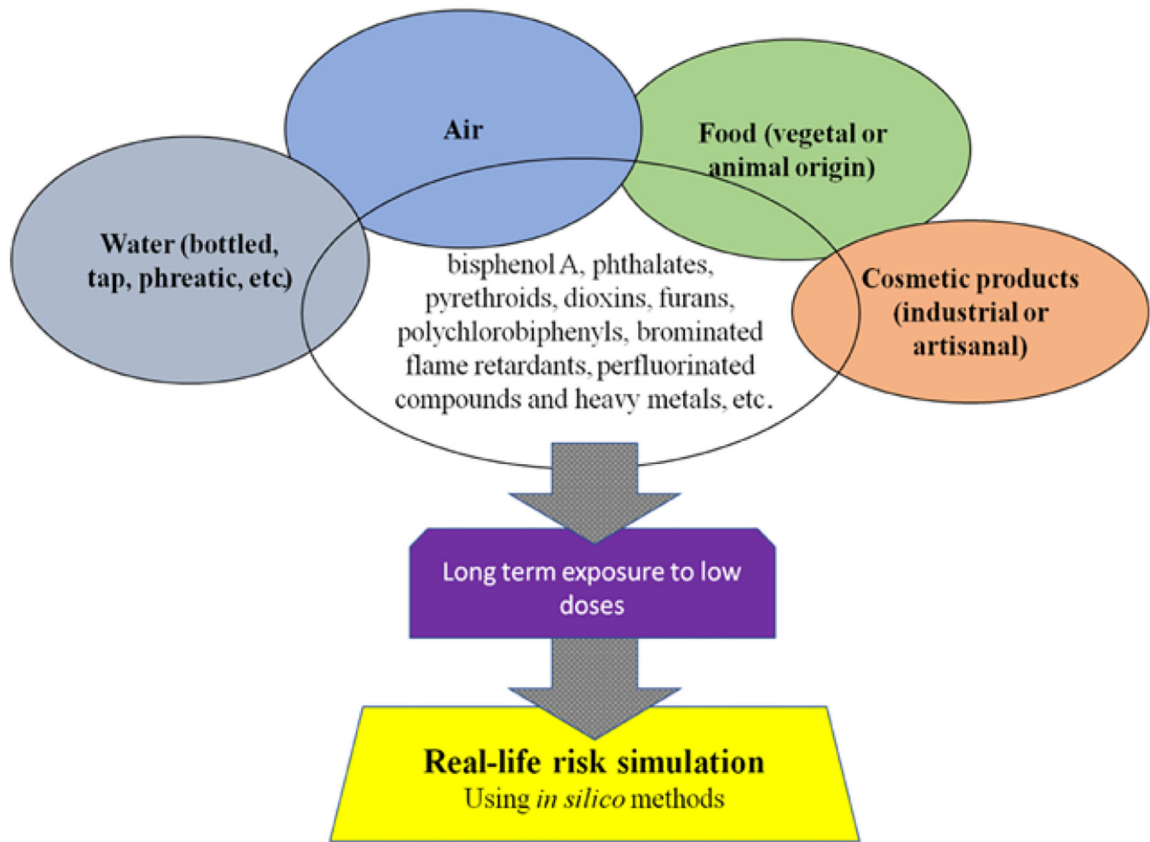 Air
Food (vegetal or
animal origin)
Water (bottled,
tap, phreatic, etc.)
Cosmetic products
(industrial or
artisanal)
bisphenol A, phthalates,
pyrethroids, dioxins, furans,
polychlorobiphenyls, brominated
flame retardants, perfluorinated
compounds and heavy metals, etc.
Long term exposure to low
doses
Real-life risk simulation
Using in silico methods